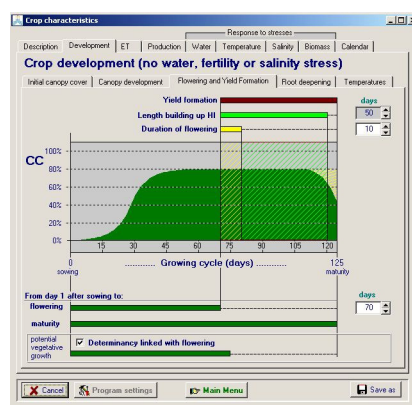 Crop characteristics
Response to stresses
Description Development ET Production Water Temperature Salinity Biomass Calendar
Crop development (no water, fertility or salinity stress)
Initial canopy cover Canopy development Flowering and Yield Formation Root deepening Temperatures
Yield formation days
Length building up HI 50
Duration of flowering 10
CC
100%
80%
60%
40%
20%
0%
15 30 45 60 75 90 105 120
0 ............ Growing cycle (days) ............ 125
sowing maturity
From day 1 after sowing to: days
flowering 70
maturity
potential vegetative growth
Determinancy linked with flowering
Cancel Program settings Main Menu Save as